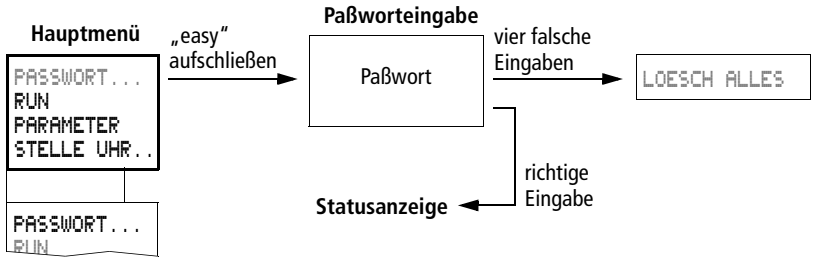 Hauptmenü
PASSWORT...
RUN
PARAMETER
STELLE UHR..
PASSWORT...
RUN
„easy“
aufschließen
Paßworteingabe
Paßwort
vier falsche
Eingaben
LOESCH ALLES
richtige
Eingabe
Statusanzeige